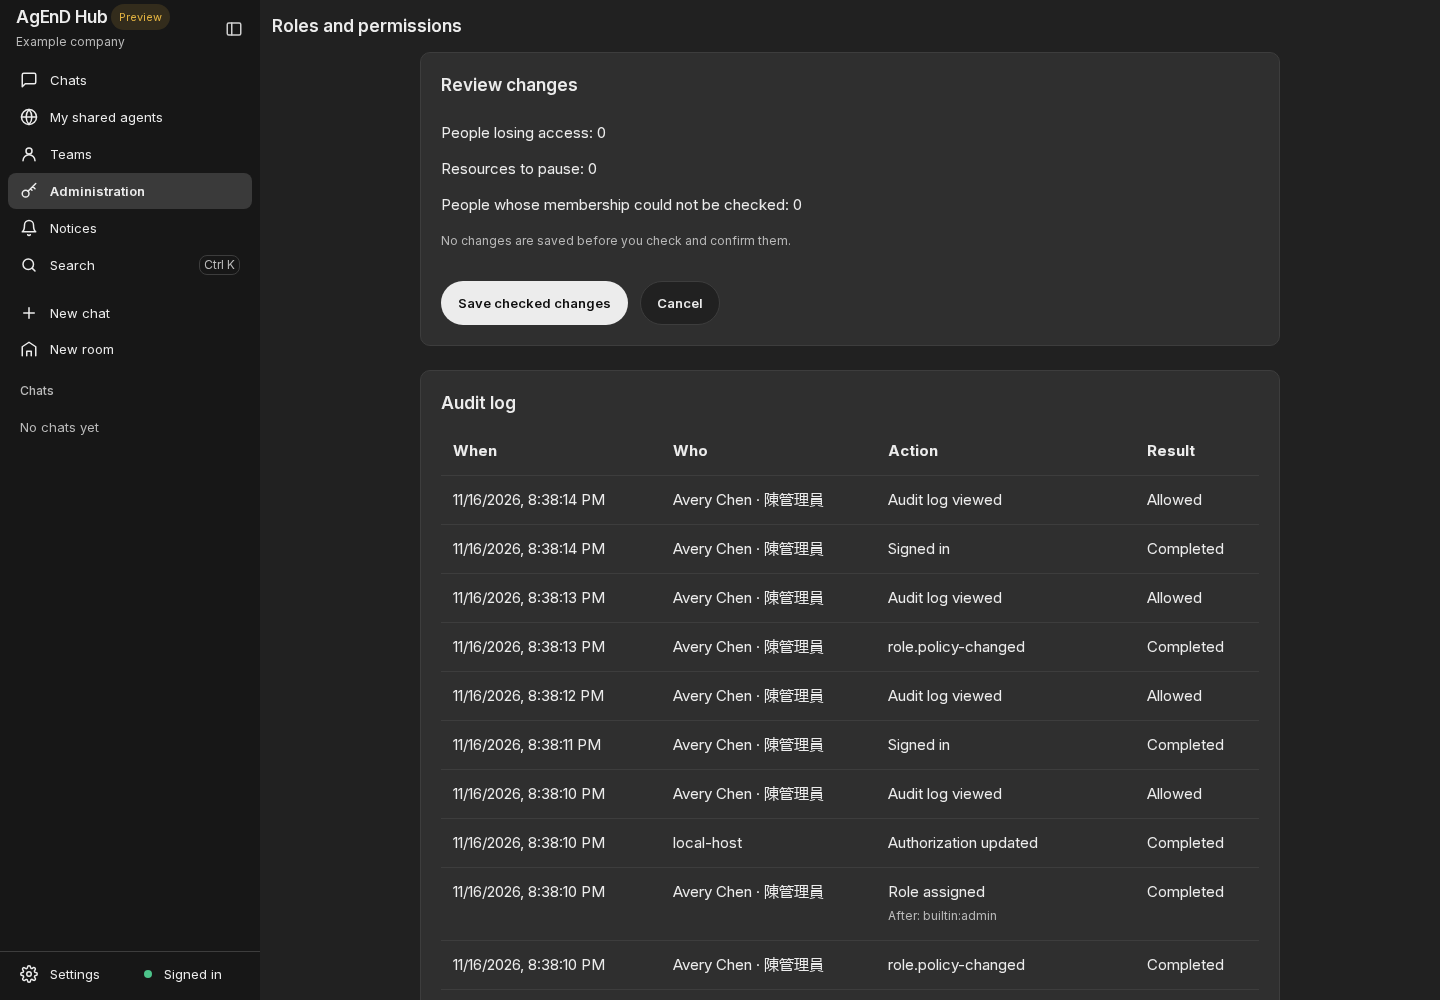 AgEnD Hub Preview
Example company
Chats
My shared agents
Teams
Administration
Notices
Search Ctrl K
New chat
New room
Chats
No chats yet
Settings Signed in
Roles and permissions
Review changes
People losing access: 0
Resources to pause: 0
People whose membership could not be checked: 0
No changes are saved before you check and confirm them.
Save checked changes Cancel
Audit log
When Who Action Result
11/16/2026, 8:38:14 PM Avery Chen · 陳管理員 Audit log viewed Allowed
11/16/2026, 8:38:14 PM Avery Chen · 陳管理員 Signed in Completed
11/16/2026, 8:38:13 PM Avery Chen · 陳管理員 Audit log viewed Allowed
11/16/2026, 8:38:13 PM Avery Chen · 陳管理員 role.policy-changed Completed
11/16/2026, 8:38:12 PM Avery Chen · 陳管理員 Audit log viewed Allowed
11/16/2026, 8:38:11 PM Avery Chen · 陳管理員 Signed in Completed
11/16/2026, 8:38:10 PM Avery Chen · 陳管理員 Audit log viewed Allowed
11/16/2026, 8:38:10 PM local-host Authorization updated Completed
11/16/2026, 8:38:10 PM Avery Chen · 陳管理員 Role assigned Completed
After: builtin:admin
11/16/2026, 8:38:10 PM Avery Chen · 陳管理員 role.policy-changed Completed